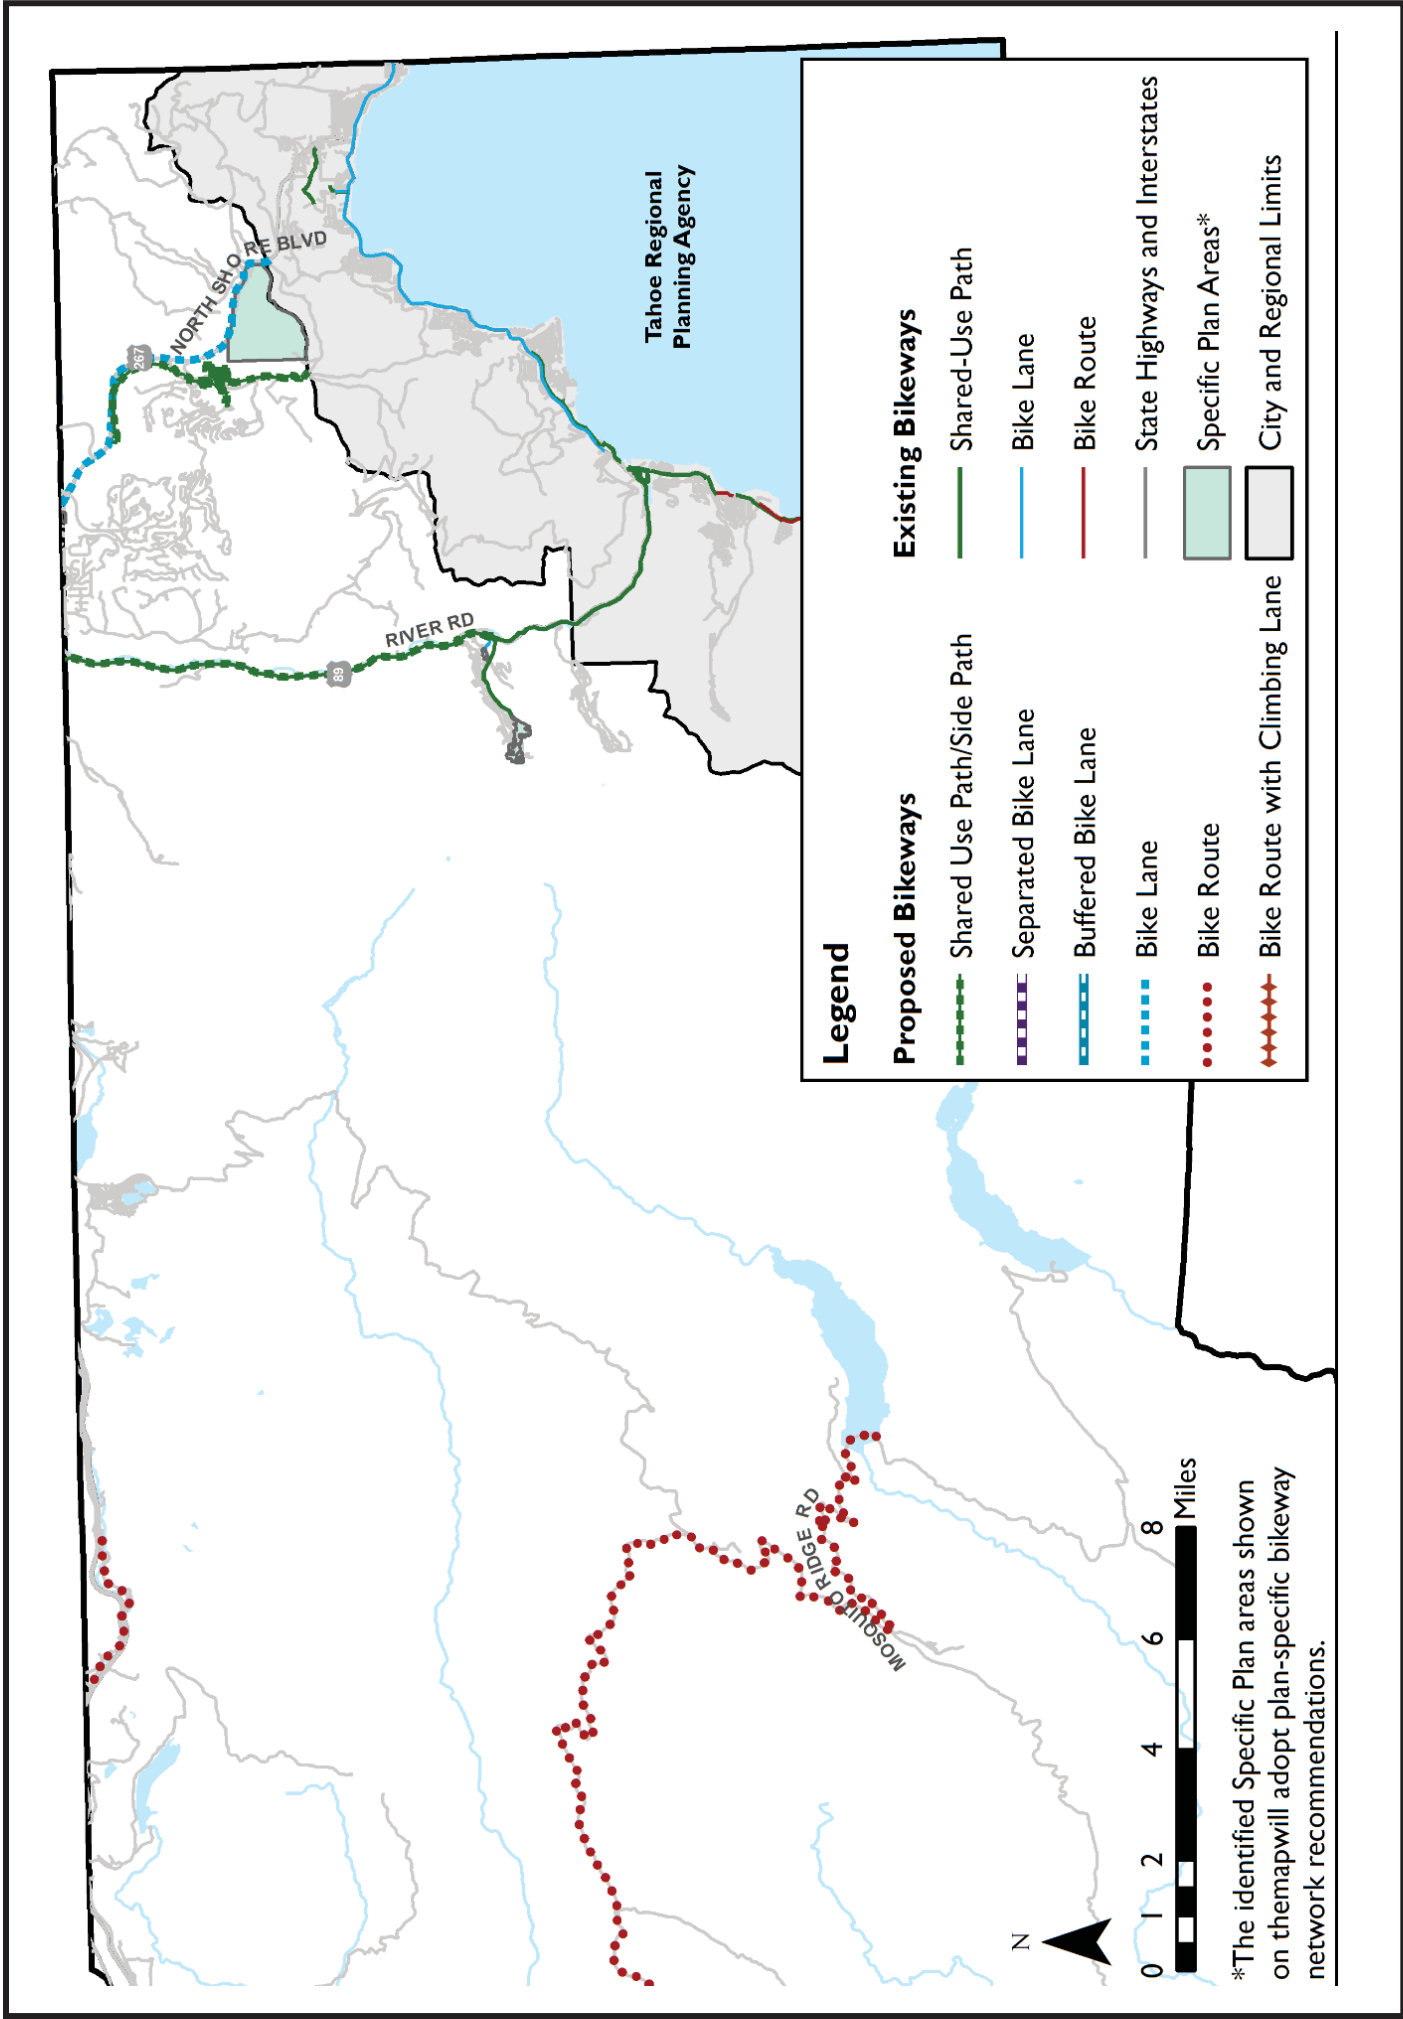 267
NORTH SHORE BLVD
RIVER RD
89
Tahoe Regional
Planning Agency
MOSQUITO RIDGE RD
Legend
Proposed Bikeways
Shared Use Path/Side Path
Separated Bike Lane
Buffered Bike Lane
Bike Lane
Bike Route
Bike Route with Climbing Lane
Existing Bikeways
Shared-Use Path
Bike Lane
Bike Route
State Highways and Interstates
Specific Plan Areas*
City and Regional Limits
N
0 1 2 4 6 8
Miles
*The identified Specific Plan areas shown
on themapwill adopt plan-specific bikeway
network recommendations.